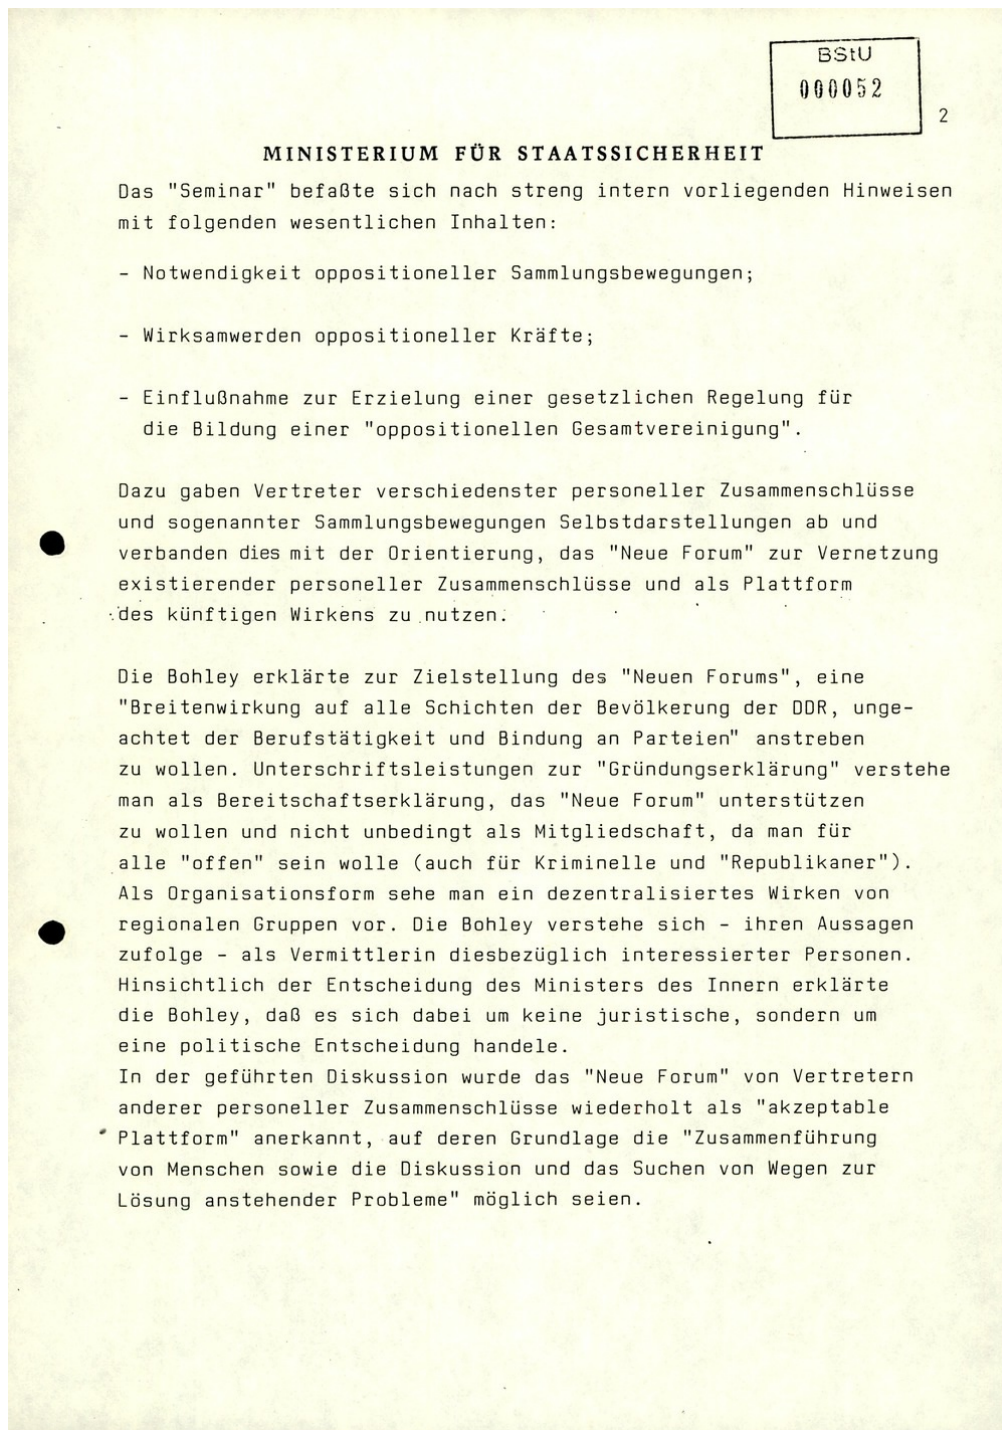 BStU
000052
2
MINISTERIUM FÜR STAATSSICHERHEIT
Das "Seminar" befaßte sich nach streng intern vorliegenden Hinweisen
mit folgenden wesentlichen Inhalten:
- Notwendigkeit oppositioneller Sammlungsbewegungen;
- Wirksamwerden oppositioneller Kräfte;
- Einflußnahme zur Erzielung einer gesetzlichen Regelung für
die Bildung einer "oppositionellen Gesamtvereinigung".
Dazu gaben Vertreter verschiedenster personeller Zusammenschlüsse
und sogenannter Sammlungsbewegungen Selbstdarstellungen ab und
verbanden dies mit der Orientierung, das "Neue Forum" zur Vernetzung
existierender personeller Zusammenschlüsse und als Plattform
des künftigen Wirkens zu nutzen.
Die Bohley erklärte zur Zielstellung des "Neuen Forums", eine
"Breitenwirkung auf alle Schichten der Bevölkerung der DDR, unge-
achtet der Berufstätigkeit und Bindung an Parteien" anstreben
zu wollen. Unterschriftsleistungen zur "Gründungserklärung" verstehe
man als Bereitschaftserklärung, das "Neue Forum" unterstützen
zu wollen und nicht unbedingt als Mitgliedschaft, da man für
alle "offen" sein wolle (auch für Kriminelle und "Republikaner").
Als Organisationsform sehe man ein dezentralisiertes Wirken von
regionalen Gruppen vor. Die Bohley verstehe sich - ihren Aussagen
zufolge - als Vermittlerin diesbezüglich interessierter Personen.
Hinsichtlich der Entscheidung des Ministers des Innern erklärte
die Bohley, daß es sich dabei um keine juristische, sondern um
eine politische Entscheidung handele.
In der geführten Diskussion wurde das "Neue Forum" von Vertretern
anderer personeller Zusammenschlüsse wiederholt als "akzeptable
Plattform" anerkannt, auf deren Grundlage die "Zusammenführung
von Menschen sowie die Diskussion und das Suchen von Wegen zur
Lösung anstehender Probleme" möglich seien.